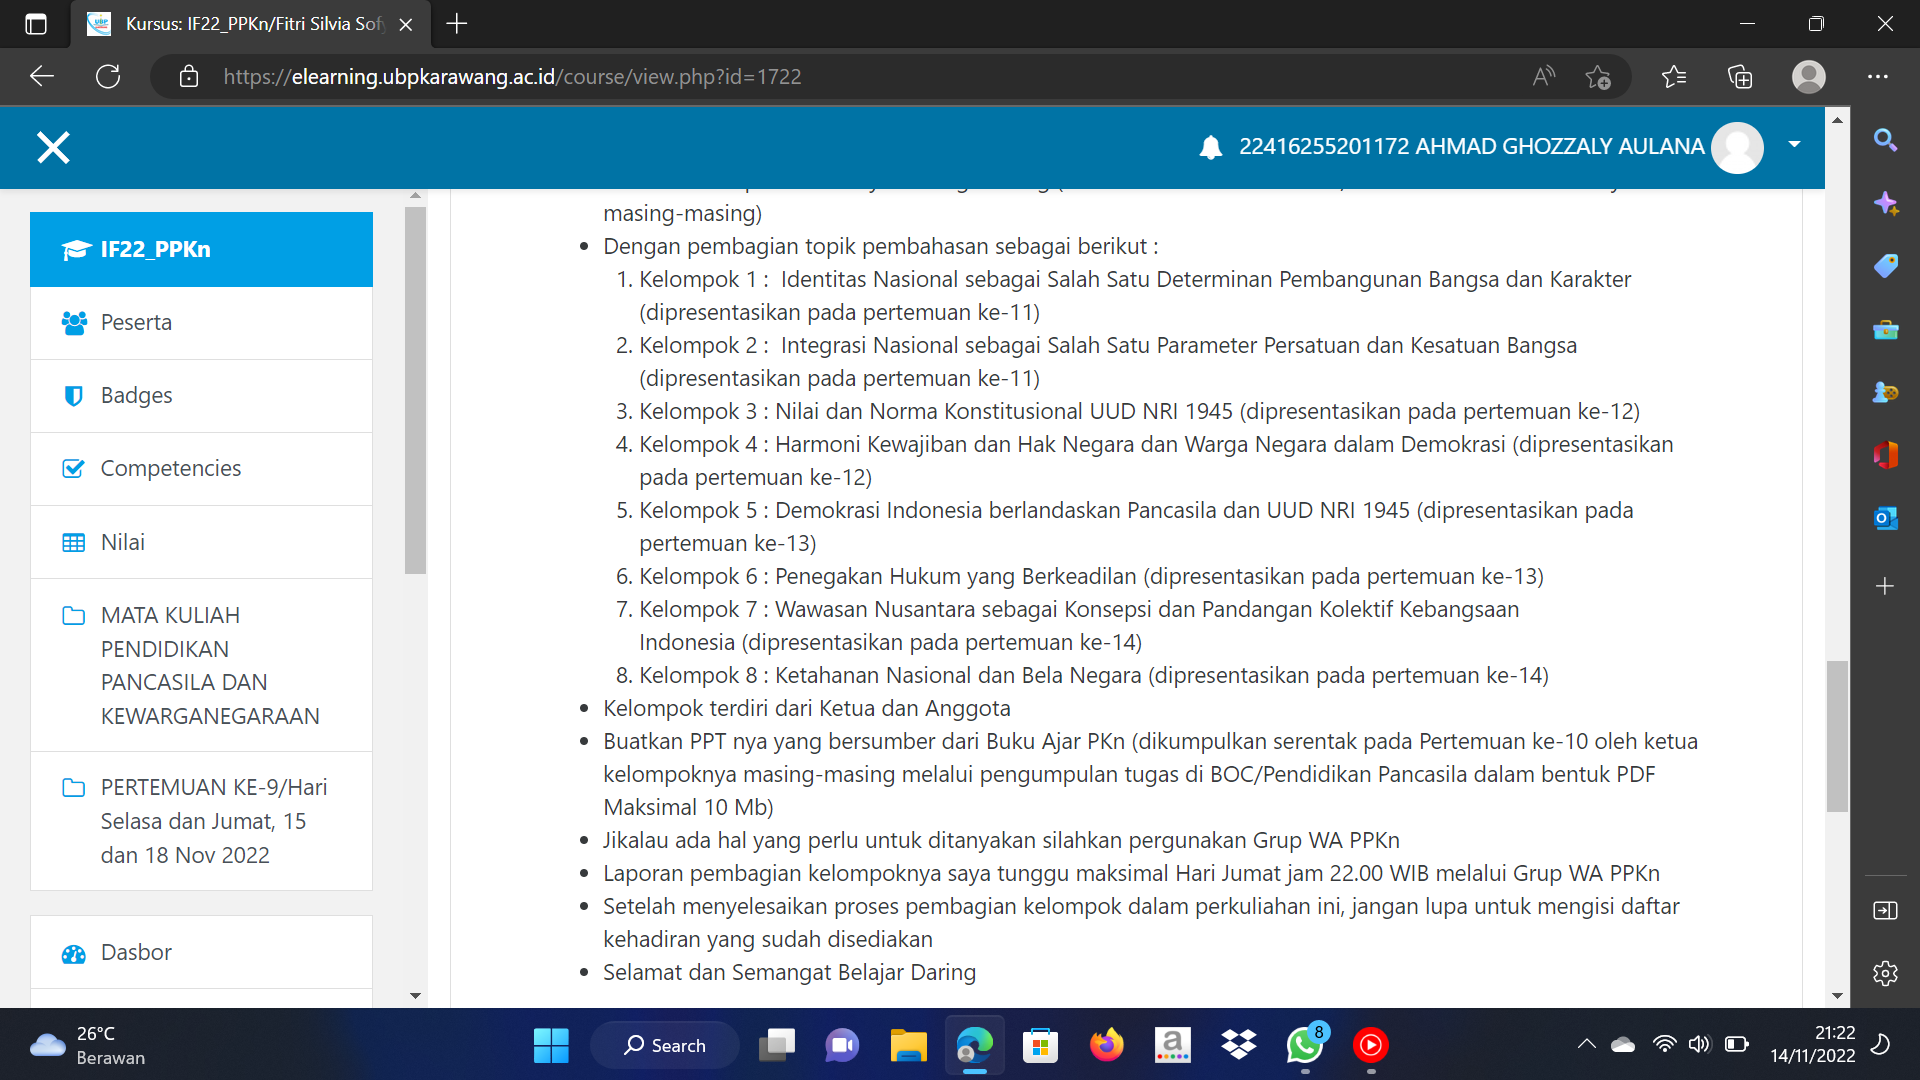 Kursus: IF22_PPKn/Fitri Silvia Sofy
https://elearning.ubpkarawang.ac.id/course/view.php?id=1722
22416255201172 AHMAD GHOZZALY AULANA
IF22_PPKn
Peserta
Badges
Competencies
Nilai
MATA KULIAH
PENDIDIKAN
PANCASILA DAN
KEWARGANEGARAAN
PERTEMUAN KE-9/Hari
Selasa dan Jumat, 15
dan 18 Nov 2022
Dasbor
masing-masing)
• Dengan pembagian topik pembahasan sebagai berikut :
1. Kelompok 1 : Identitas Nasional sebagai Salah Satu Determinan Pembangunan Bangsa dan Karakter
(dipresentasikan pada pertemuan ke-11)
2. Kelompok 2 : Integrasi Nasional sebagai Salah Satu Parameter Persatuan dan Kesatuan Bangsa
(dipresentasikan pada pertemuan ke-11)
3. Kelompok 3 : Nilai dan Norma Konstitusional UUD NRI 1945 (dipresentasikan pada pertemuan ke-12)
4. Kelompok 4 : Harmoni Kewajiban dan Hak Negara dan Warga Negara dalam Demokrasi (dipresentasikan
pada pertemuan ke-12)
5. Kelompok 5 : Demokrasi Indonesia berlandaskan Pancasila dan UUD NRI 1945 (dipresentasikan pada
pertemuan ke-13)
6. Kelompok 6 : Penegakan Hukum yang Berkeadilan (dipresentasikan pada pertemuan ke-13)
7. Kelompok 7 : Wawasan Nusantara sebagai Konsepsi dan Pandangan Kolektif Kebangsaan
Indonesia (dipresentasikan pada pertemuan ke-14)
8. Kelompok 8 : Ketahanan Nasional dan Bela Negara (dipresentasikan pada pertemuan ke-14)
• Kelompok terdiri dari Ketua dan Anggota
• Buatkan PPT nya yang bersumber dari Buku Ajar PKn (dikumpulkan serentak pada Pertemuan ke-10 oleh ketua
kelompoknya masing-masing melalui pengumpulan tugas di BOC/Pendidikan Pancasila dalam bentuk PDF
Maksimal 10 Mb)
• Jikalau ada hal yang perlu untuk ditanyakan silahkan pergunakan Grup WA PPKn
• Laporan pembagian kelompoknya saya tunggu maksimal Hari Jumat jam 22.00 WIB melalui Grup WA PPKn
• Setelah menyelesaikan proses pembagian kelompok dalam perkuliahan ini, jangan lupa untuk mengisi daftar
kehadiran yang sudah disediakan
• Selamat dan Semangat Belajar Daring
26°C
Berawan
Search
8
21:22
14/11/2022